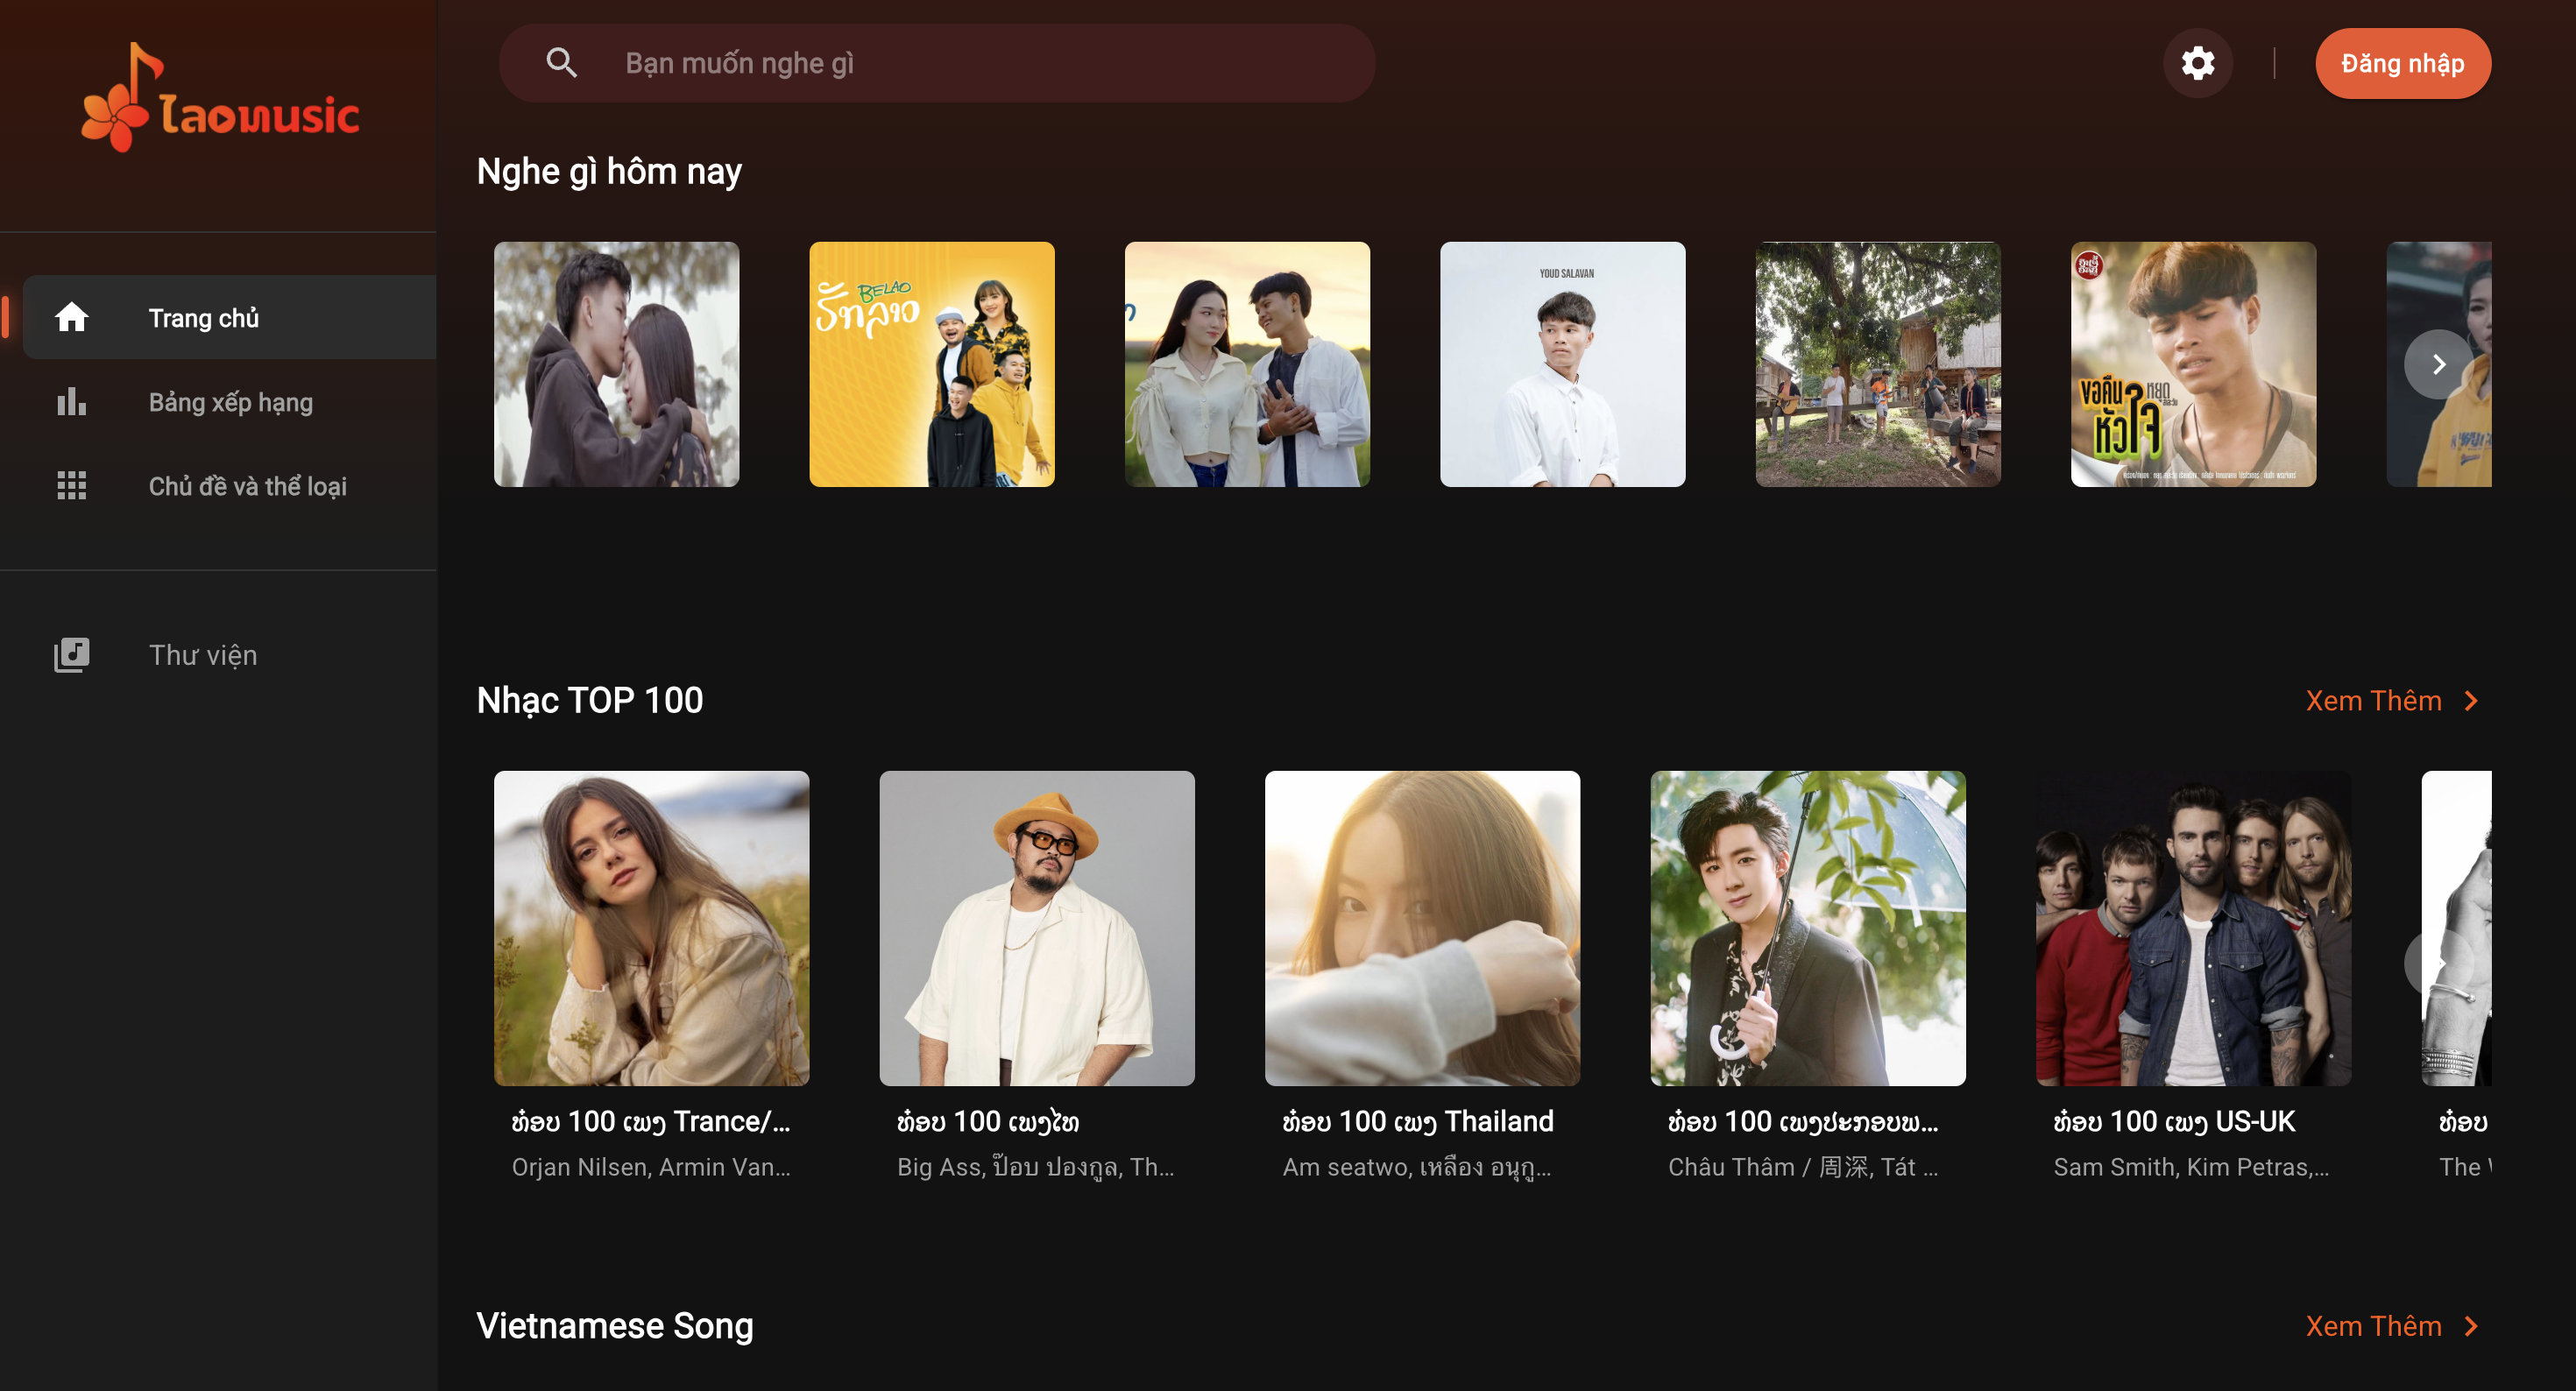 laomusic
Bạn muốn nghe gì
Đăng nhập
Trang chủ
Bảng xếp hạng
Chủ đề và thể loại
Thư viện
Nghe gì hôm nay
BELAO
ຮັກລາວ
YOUD SALAVAN
ขอคืน
หัวใจ
Nhạc TOP 100
Xem Thêm
ທ໋ອບ 100 ເພງ Trance/...
Orjan Nilsen, Armin Van...
ທ໋ອບ 100 ເພງໄທ
Big Ass, ป๊อบ ปองกูล, Th...
ທ໋ອບ 100 ເພງ Thailand
Am seatwo, เหลือง อนุกู...
ທ໋ອບ 100 ເພງປະກອບພ...
Châu Thâm / 周深, Tát ...
ທ໋ອບ 100 ເພງ US-UK
Sam Smith, Kim Petras,...
ທ໋ອບ
The
Vietnamese Song
Xem Thêm